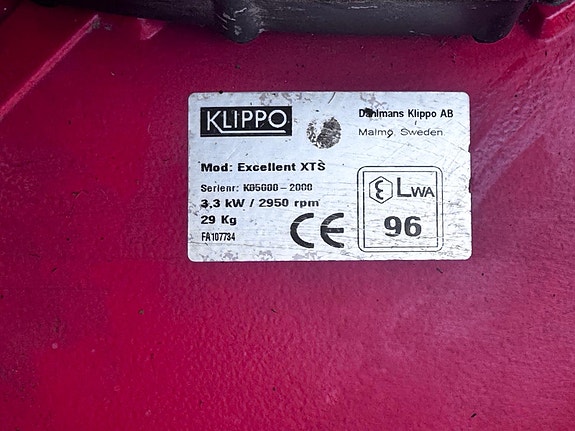 KLIPPO
Dahlmans Klippo AB
Malmö, Sweden
Mod: Excellent XTS
Serienr: K05000-2000
3,3 kW / 2950 rpm
29 Kg
FA107734
CE
LWA
96